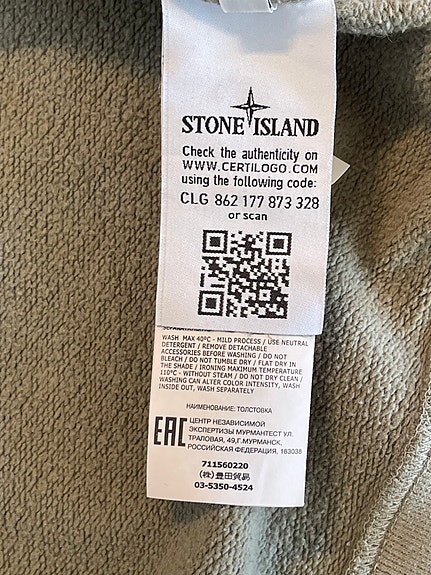 STONE ISLAND
Check the authenticity on
WWW.CERTILOGO.COM
using the following code:
CLG 862 177 873 328
or scan
WASH MAX 40ºC - MILD PROCESS / USE NEUTRAL
DETERGENT / REMOVE DETACHABLE
ACCESSORIES BEFORE WASHING / DO NOT
BLEACH / DO NOT TUMBLE DRY / FLAT DRY IN
THE SHADE / IRONING MAXIMUM TEMPERATURE
110ºC - WITHOUT STEAM / DO NOT DRY CLEAN /
WASHING CAN ALTER COLOR INTENSITY, WASH
INSIDE OUT, WASH SEPARATELY
НАИМЕНОВАНИЕ: ТОЛСТОВКА
EAC
ЦЕНТР НЕЗАВИСИМОЙ
ЭКСПЕРТИЗЫ МУРМАНТЕСТ УЛ.
ТРАЛОВАЯ, 49,Г.МУРМАНСК,
РОССИЙСКАЯ ФЕДЕРАЦИЯ, 183038
711560220
(株)豊田貿易
03-5350-4524